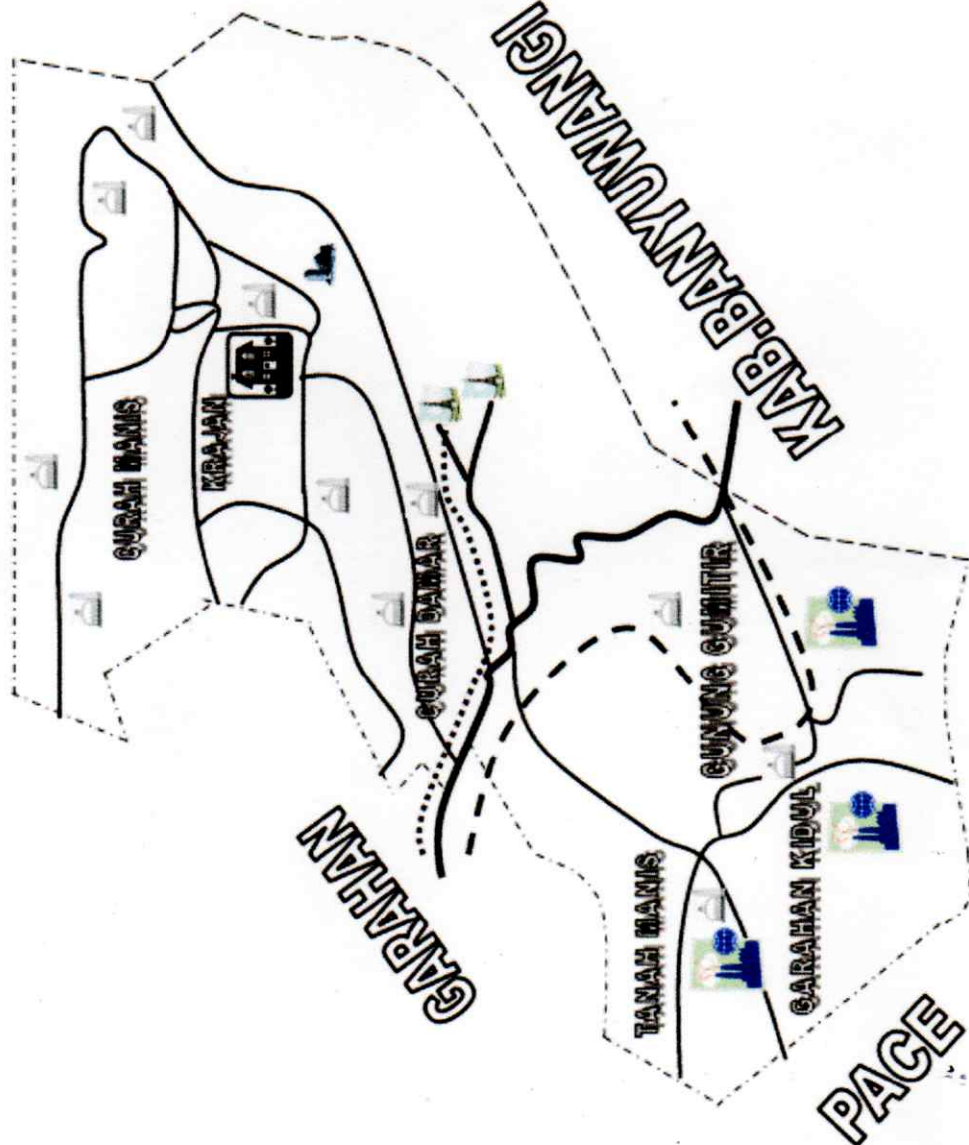 KAB.BANYUWANGI
CURAH MANIS
KRAJAN
CURAH DAMAR
GUNUNG GUMITIR
GARAHAN
TANAH MANIS
GARAHAN KIDUL
PACE